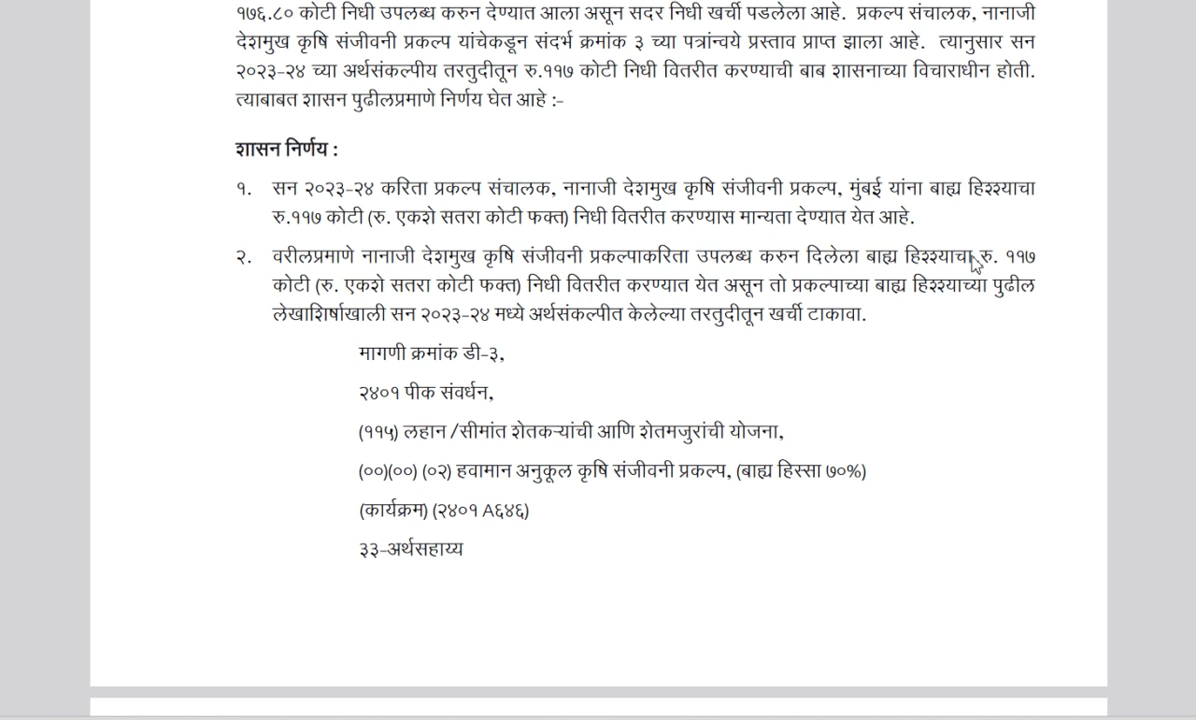 १७६.८० कोटी निधी उपलब्ध करुन देण्यात आला असून सदर निधी खर्ची पडलेला आहे. प्रकल्प संचालक, नानाजी
देशमुख कृषि संजीवनी प्रकल्प यांचेकडून संदर्भ क्रमांक ३ च्या पत्रांन्वये प्रस्ताव प्राप्त झाला आहे. त्यानुसार सन
२०२३-२४ च्या अर्थसंकल्पीय तरतुदीतून रु.११७ कोटी निधी वितरीत करण्याची बाब शासनाच्या विचाराधीन होती.
त्याबाबत शासन पुढीलप्रमाणे निर्णय घेत आहे :-
शासन निर्णय :
१. सन २०२३-२४ करिता प्रकल्प संचालक, नानाजी देशमुख कृषि संजीवनी प्रकल्प, मुंबई यांना बाह्य हिश्श्याचा
रु.११७ कोटी (रु. एकशे सतरा कोटी फक्त) निधी वितरीत करण्यास मान्यता देण्यात येत आहे.
२. वरीलप्रमाणे नानाजी देशमुख कृषि संजीवनी प्रकल्पाकरिता उपलब्ध करुन दिलेला बाह्य हिश्श्याचा रु. ११७
कोटी (रु. एकशे सतरा कोटी फक्त) निधी वितरीत करण्यात येत असून तो प्रकल्पाच्या बाह्य हिश्श्याच्या पुढील
लेखाशिर्षाखाली सन २०२३-२४ मध्ये अर्थसंकल्पीत केलेल्या तरतुदीतून खर्ची टाकावा.
मागणी क्रमांक डी-३,
२४०१ पीक संवर्धन,
(११५) लहान /सीमांत शेतकऱ्यांची आणि शेतमजुरांची योजना,
(००)(००) (०२) हवामान अनुकूल कृषि संजीवनी प्रकल्प, (बाह्य हिस्सा ७०%)
(कार्यक्रम) (२४०१ A६४६)
३३-अर्थसहाय्य